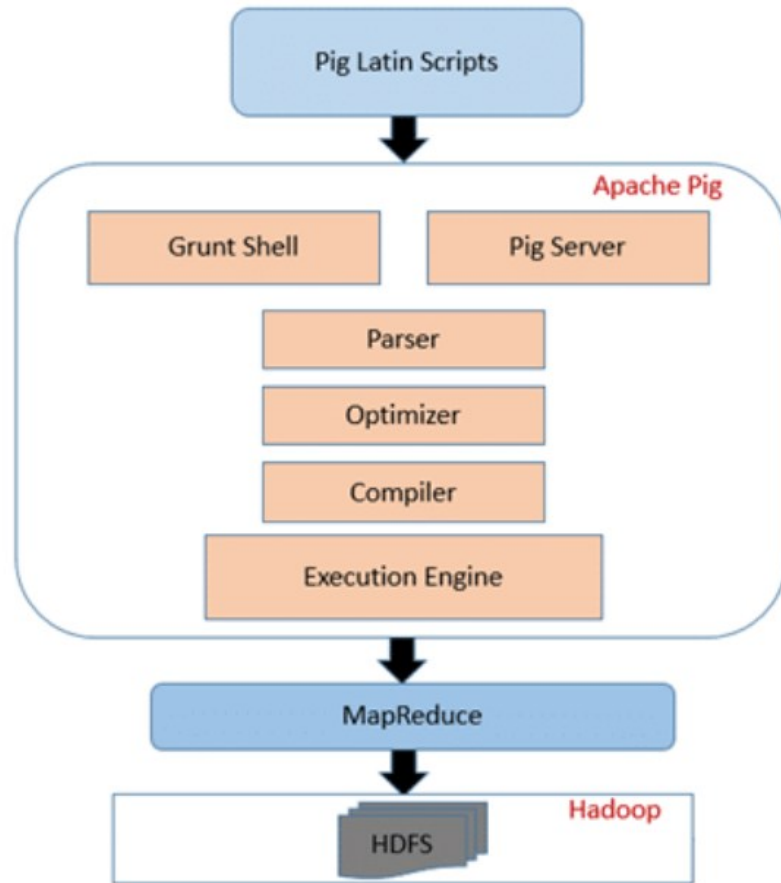 Pig Latin Scripts
Apache Pig
Grunt Shell
Pig Server
Parser
Optimizer
Compiler
Execution Engine
MapReduce
Hadoop
HDFS